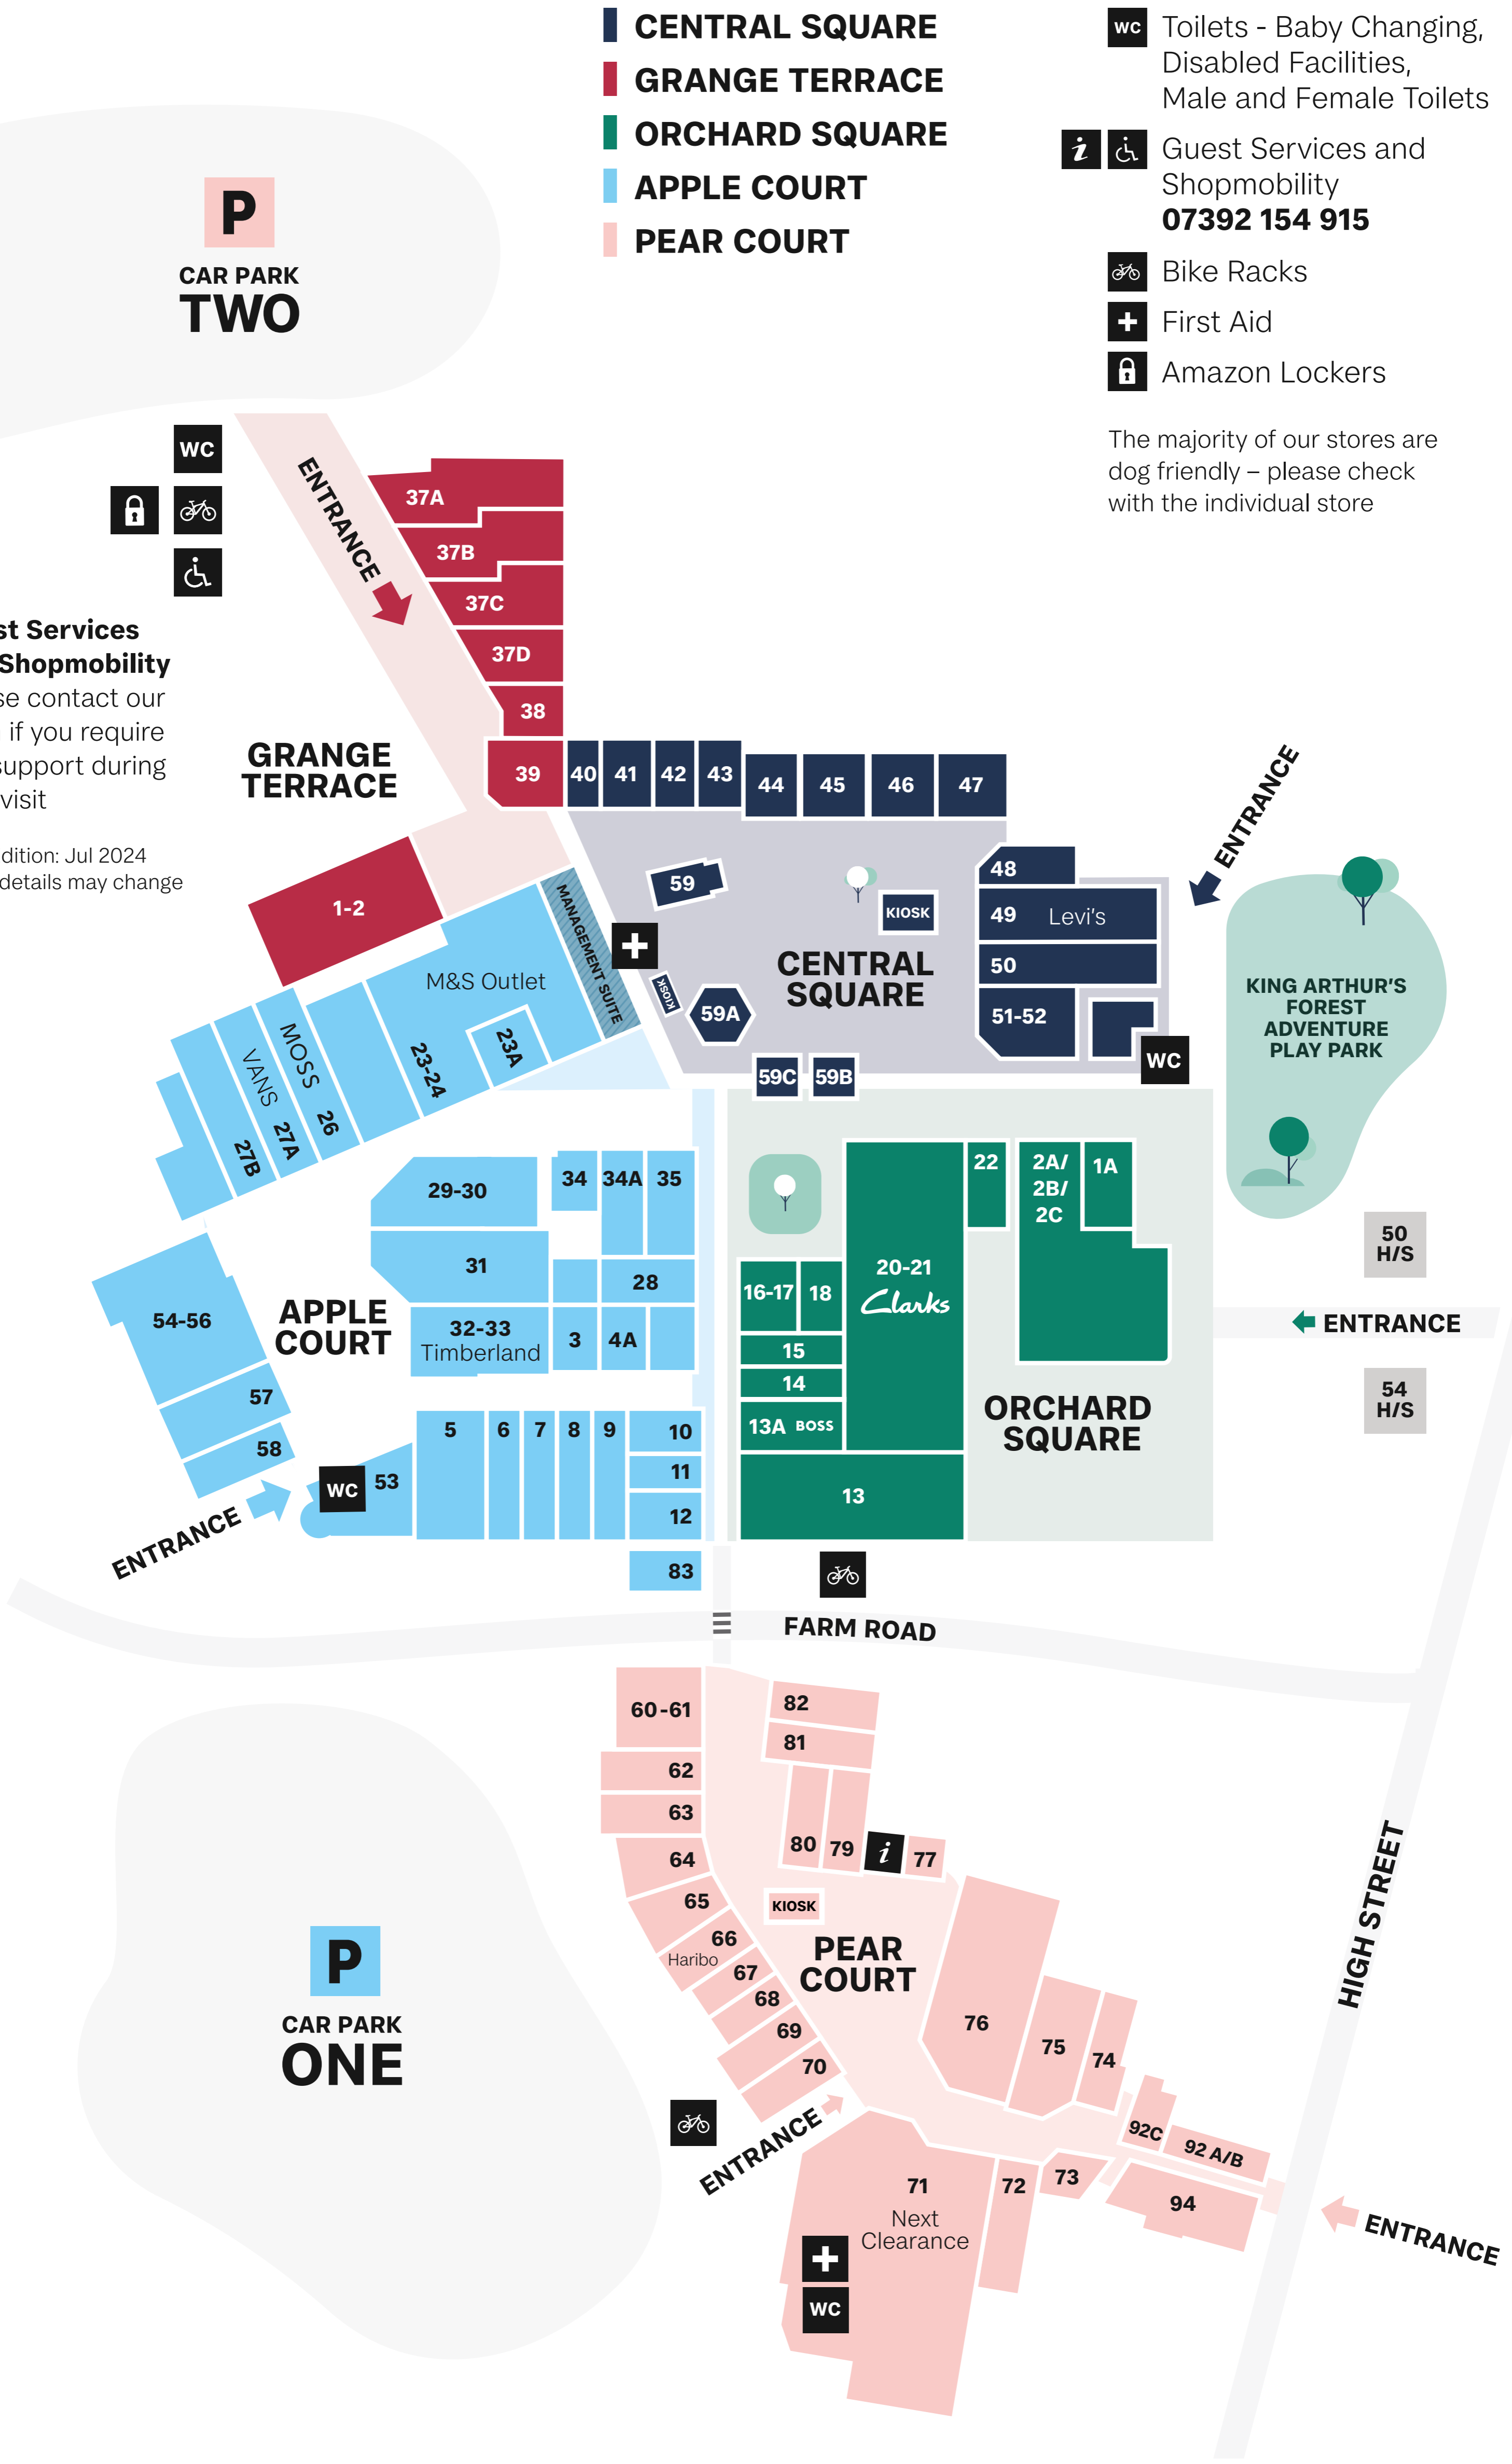 CENTRAL SQUARE
GRANGE TERRACE
ORCHARD SQUARE
APPLE COURT
PEAR COURT
WC Toilets - Baby Changing,
Disabled Facilities,
Male and Female Toilets
i Guest Services and
Shopmobility
07392 154 915
Bike Racks
First Aid
Amazon Lockers
The majority of our stores are
dog friendly – please check
with the individual store
P
CAR PARK
TWO
WC
ENTRANCE
37A
37B
37C
37D
38
39
st Services
Shopmobility
se contact our
if you require
support during
visit
dition: Jul 2024
details may change
GRANGE
TERRACE
1-2
40
41
42
43
44
45
46
47
48
49 Levi's
50
51-52
59
KIOSK
CENTRAL
SQUARE
KIOSK
59A
59C
59B
WC
ENTRANCE
KING ARTHUR'S
FOREST
ADVENTURE
PLAY PARK
MANAGEMENT SUITE
M&S Outlet
23A
23-24
MOSS 26
VANS 27A
27B
29-30
34
34A
35
31
28
APPLE
COURT
32-33
Timberland
3
4A
54-56
57
58
WC
53
5
6
7
8
9
10
11
12
83
ENTRANCE
22
2A/
2B/
2C
1A
20-21
Clarks
16-17
18
15
14
13A BOSS
13
ORCHARD
SQUARE
50
H/S
ENTRANCE
54
H/S
FARM ROAD
60-61
62
63
64
65
66
Haribo
67
68
69
70
82
81
80
79
i
77
KIOSK
PEAR
COURT
76
75
74
92C
92 A/B
94
73
72
71
Next
Clearance
WC
ENTRANCE
ENTRANCE
HIGH STREET
P
CAR PARK
ONE